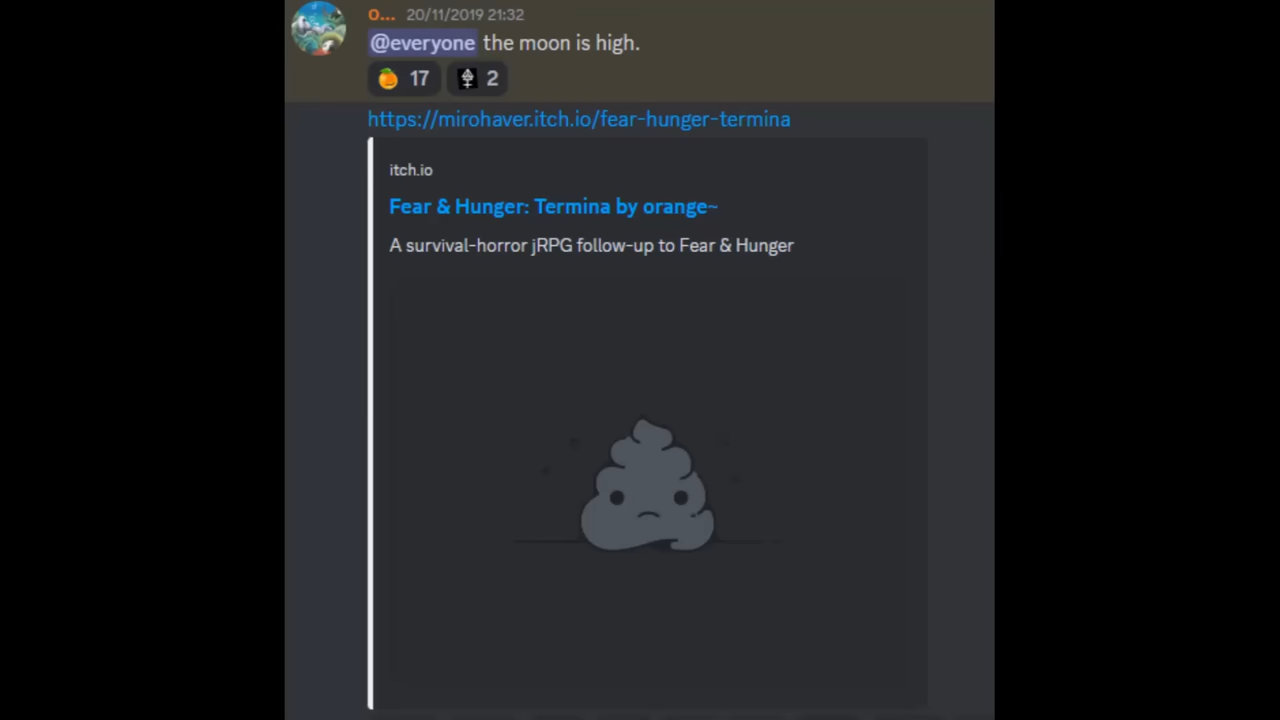 O... 20/11/2019 21:32
@everyone the moon is high.
17 2
https://mirohaver.itch.io/fear-hunger-termina
itch.io
Fear & Hunger: Termina by orange~
A survival-horror jRPG follow-up to Fear & Hunger